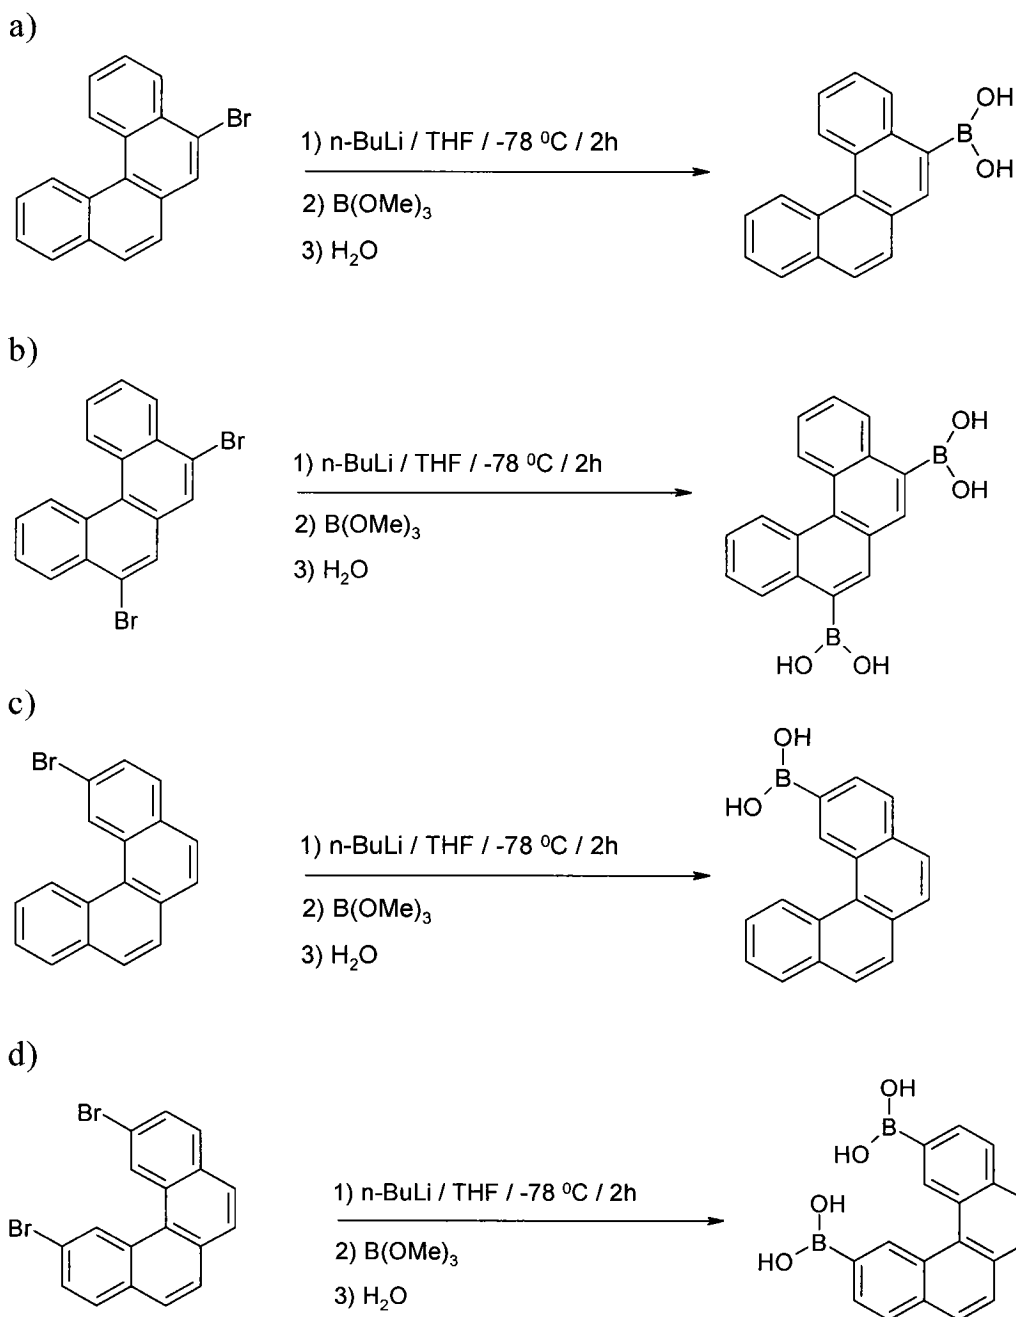 a)
Br
1) n-BuLi / THF / -78 ⁰C / 2h
2) B(OMe)₃
3) H₂O
OH
B
OH
b)
Br
Br
1) n-BuLi / THF / -78 ⁰C / 2h
2) B(OMe)₃
3) H₂O
OH
B
OH
B
HO OH
c)
Br
1) n-BuLi / THF / -78 ⁰C / 2h
2) B(OMe)₃
3) H₂O
OH
B
HO
d)
Br
Br
1) n-BuLi / THF / -78 ⁰C / 2h
2) B(OMe)₃
3) H₂O
OH
B
HO
OH
B
HO